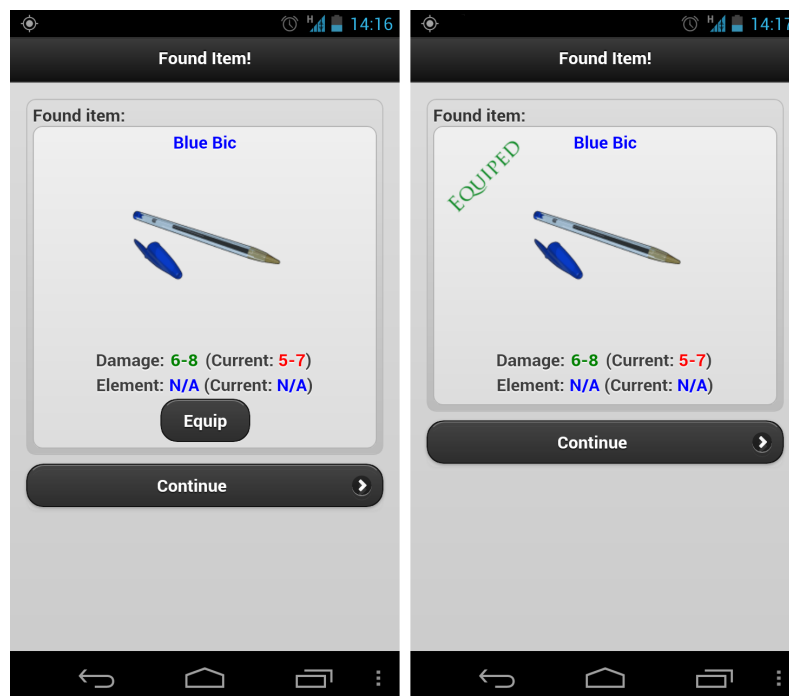 H 14:16
Found Item!
Found item:
Blue Bic
Damage: 6-8 (Current: 5-7)
Element: N/A (Current: N/A)
Equip
Continue
H 14:17
Found Item!
Found item:
Blue Bic
EQUIPED
Damage: 6-8 (Current: 5-7)
Element: N/A (Current: N/A)
Continue